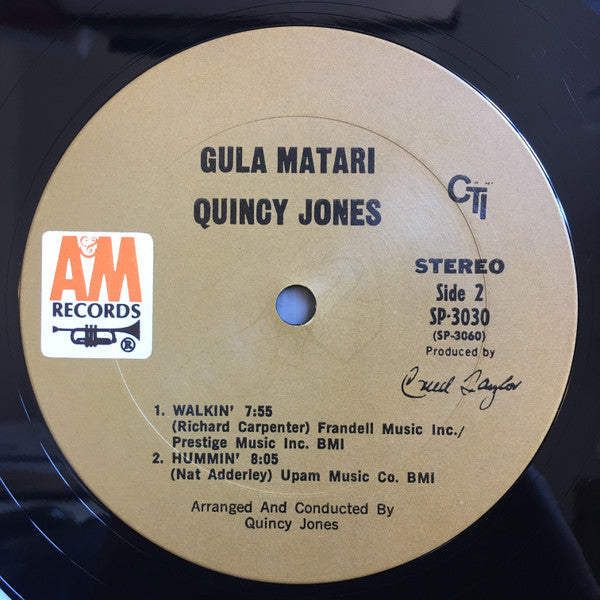 GULA MATARI
QUINCY JONES
CTI
A&M
RECORDS
®
STEREO
Side 2
SP-3030
(SP-3060)
Produced by
Creed Taylor
1. WALKIN' 7:55
(Richard Carpenter) Frandell Music Inc./
Prestige Music Inc. BMI
2. HUMMIN' 8:05
(Nat Adderley) Upam Music Co. BMI
Arranged And Conducted By
Quincy Jones